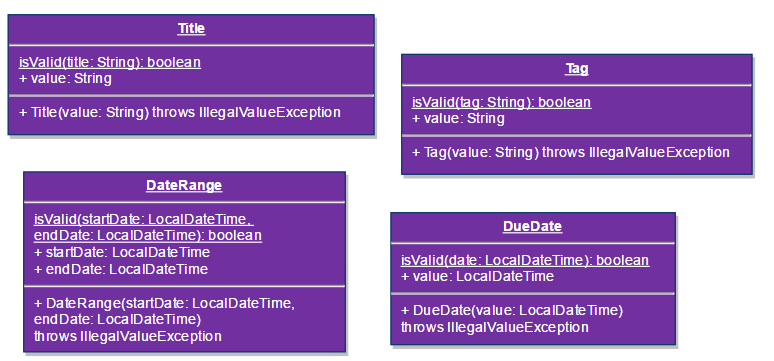 Title
isValid(title: String): boolean
+ value: String
+ Title(value: String) throws IllegalValueException
Tag
isValid(tag: String): boolean
+ value: String
+ Tag(value: String) throws IllegalValueException
DateRange
isValid(startDate: LocalDateTime,
endDate: LocalDateTime): boolean
+ startDate: LocalDateTime
+ endDate: LocalDateTime
+ DateRange(startDate: LocalDateTime,
endDate: LocalDateTime)
throws IllegalValueException
DueDate
isValid(date: LocalDateTime): boolean
+ value: LocalDateTime
+ DueDate(value: LocalDateTime)
throws IllegalValueException